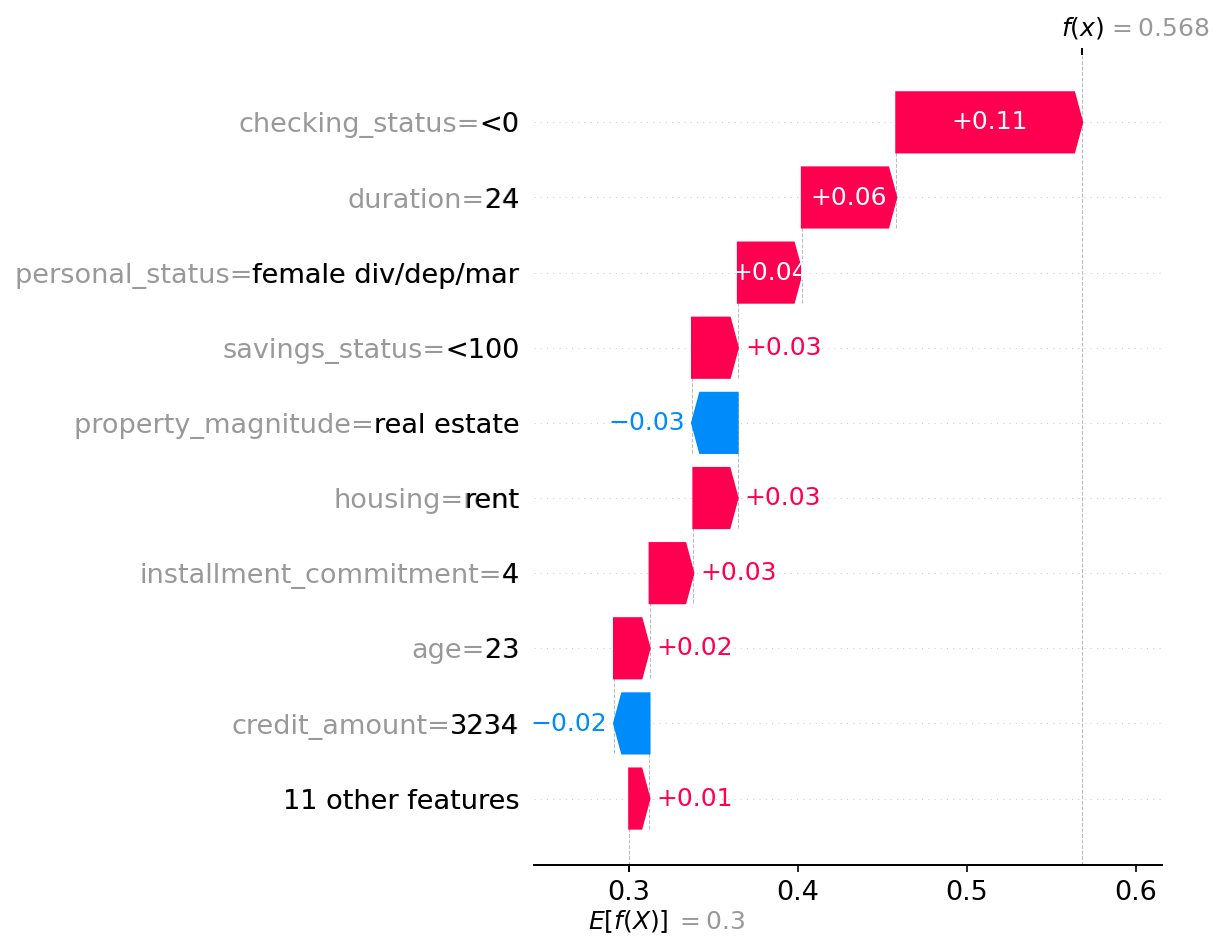 f(x) = 0.568
checking_status=<0 +0.11
duration=24 +0.06
personal_status=female div/dep/mar +0.04
savings_status=<100 +0.03
property_magnitude=real estate −0.03
housing=rent +0.03
installment_commitment=4 +0.03
age=23 +0.02
credit_amount=3234 −0.02
11 other features +0.01
0.3 0.4 0.5 0.6
E[f(X)] = 0.3